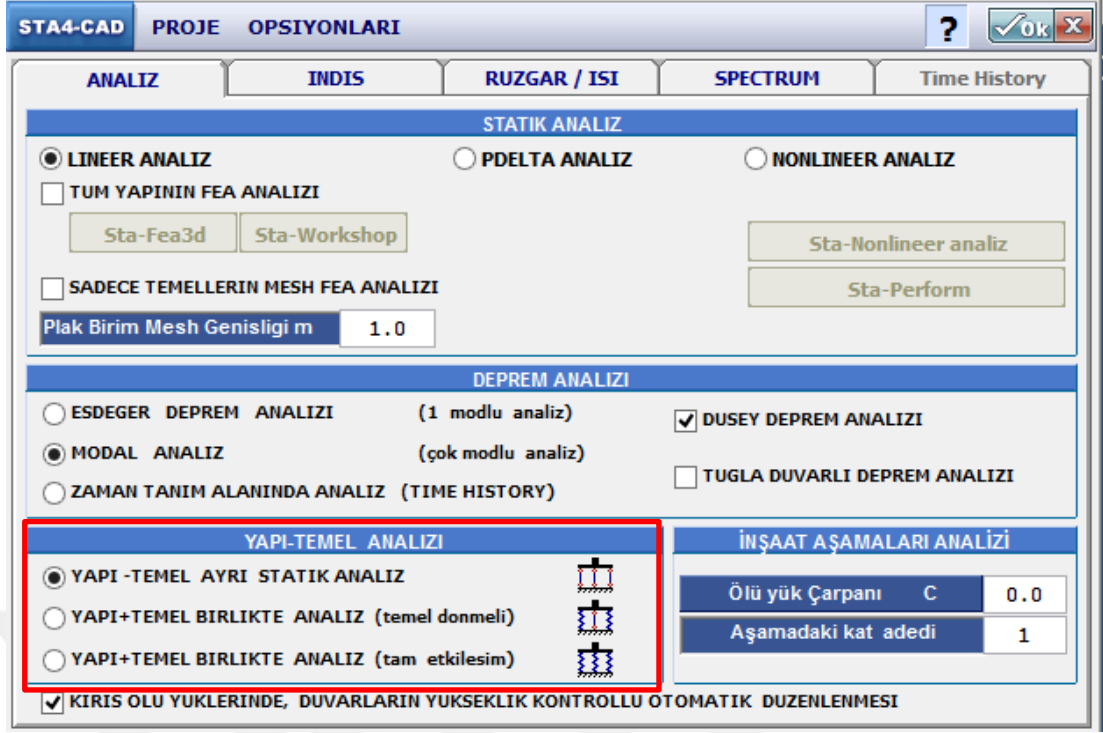 STA4-CAD PROJE OPSIYONLARI ? Ok X
ANALIZ INDIS RUZGAR / ISI SPECTRUM Time History
STATIK ANALIZ
LINEER ANALIZ PDELTA ANALIZ NONLINEER ANALIZ
TUM YAPININ FEA ANALIZI
Sta-Fea3d Sta-Workshop Sta-Nonlineer analiz
SADECE TEMELLERIN MESH FEA ANALIZI Sta-Perform
Plak Birim Mesh Genisligi m 1.0
DEPREM ANALIZI
ESDEGER DEPREM ANALIZI (1 modlu analiz) DUSEY DEPREM ANALIZI
MODAL ANALIZ (çok modlu analiz)
TUGLA DUVARLI DEPREM ANALIZI
ZAMAN TANIM ALANINDA ANALIZ (TIME HISTORY)
YAPI-TEMEL ANALIZI İNŞAAT AŞAMALARI ANALİZİ
YAPI -TEMEL AYRI STATIK ANALIZ
Ölü yük Çarpanı C 0.0
YAPI+TEMEL BIRLIKTE ANALIZ (temel donmeli)
Aşamadaki kat adedi 1
YAPI+TEMEL BIRLIKTE ANALIZ (tam etkilesim)
KIRIS OLU YUKLERINDE, DUVARLARIN YUKSEKLIK KONTROLLU OTOMATIK DUZENLENMESI